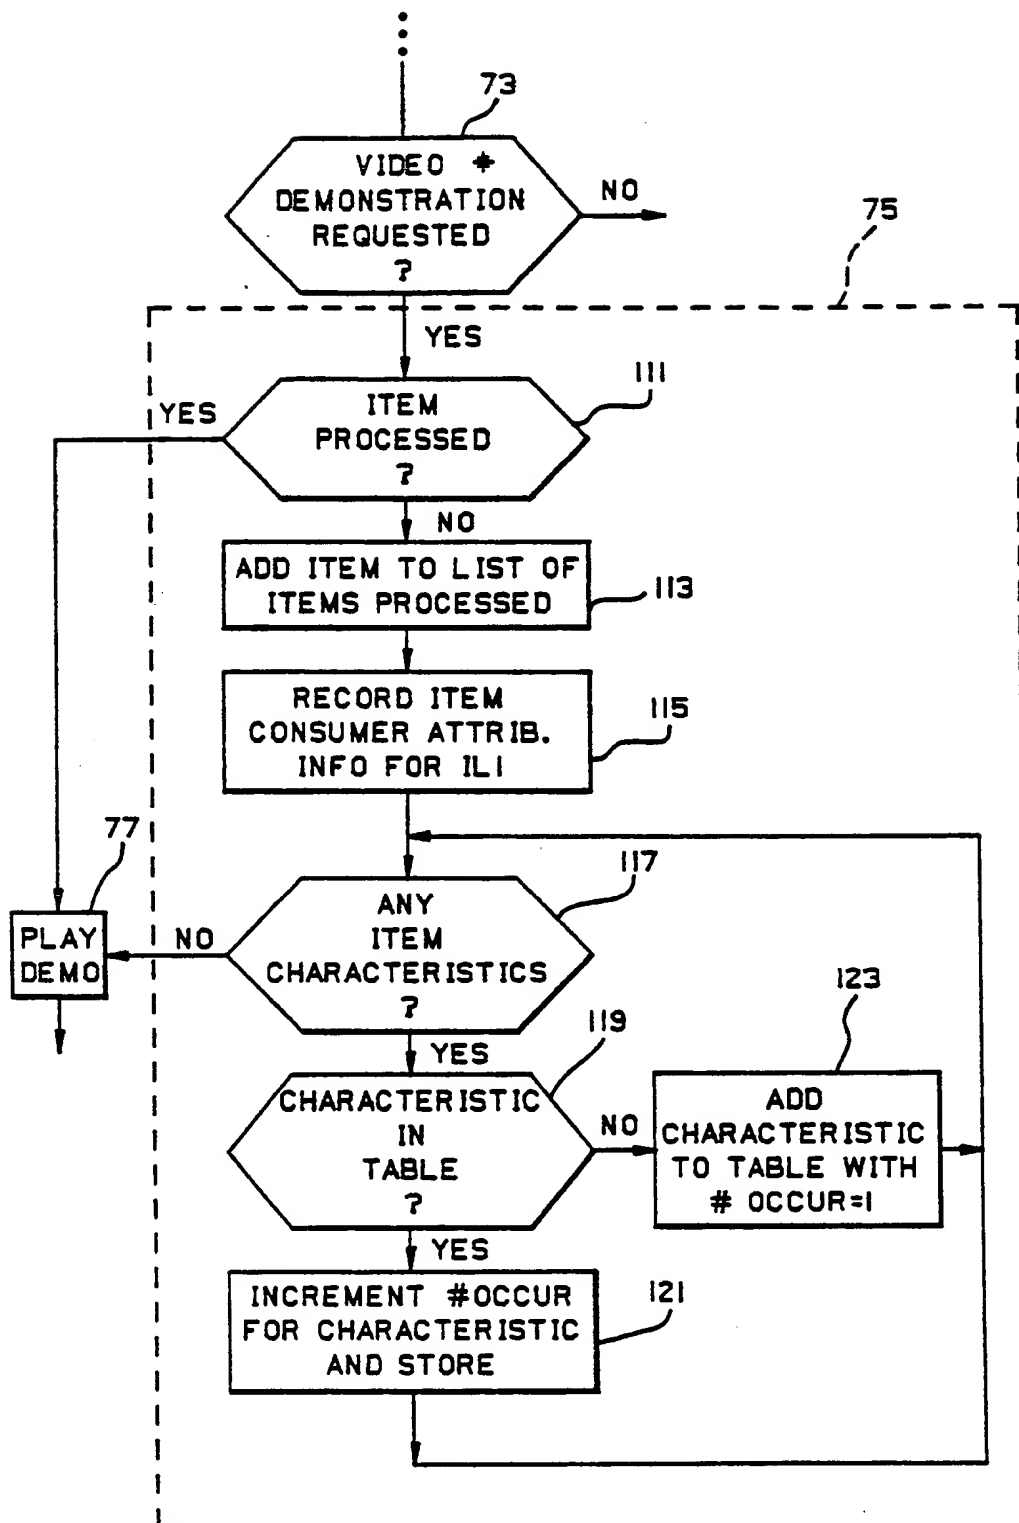 73
VIDEO #
DEMONSTRATION
REQUESTED
?
NO
75
YES
111
ITEM
PROCESSED
?
YES
NO
ADD ITEM TO LIST OF
ITEMS PROCESSED
113
RECORD ITEM
CONSUMER ATTRIB.
INFO FOR ILI
115
77
PLAY
DEMO
117
ANY
ITEM
CHARACTERISTICS
?
NO
YES
119
CHARACTERISTIC
IN
TABLE
?
NO
123
ADD
CHARACTERISTIC
TO TABLE WITH
# OCCUR=1
YES
INCREMENT #OCCUR
FOR CHARACTERISTIC
AND STORE
121